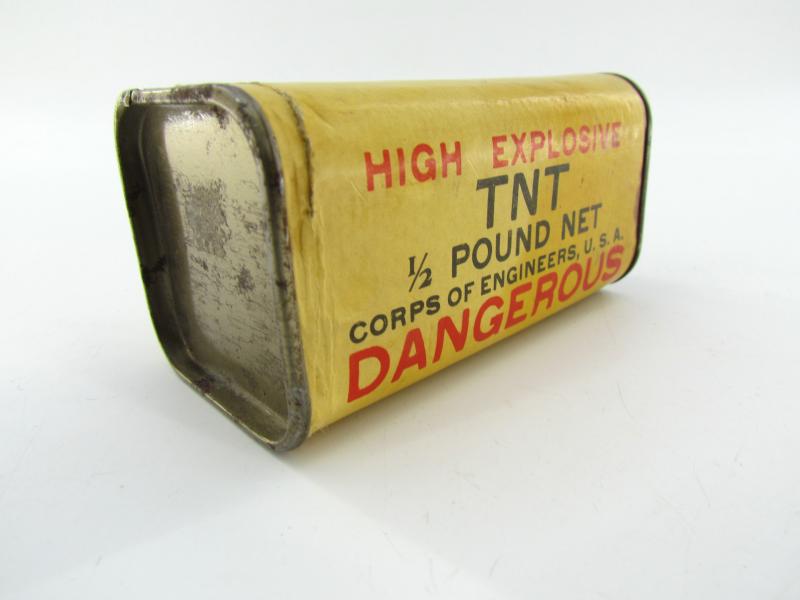 HIGH EXPLOSIVE
TNT
1/2 POUND NET
CORPS OF ENGINEERS, U. S. A.
DANGEROUS